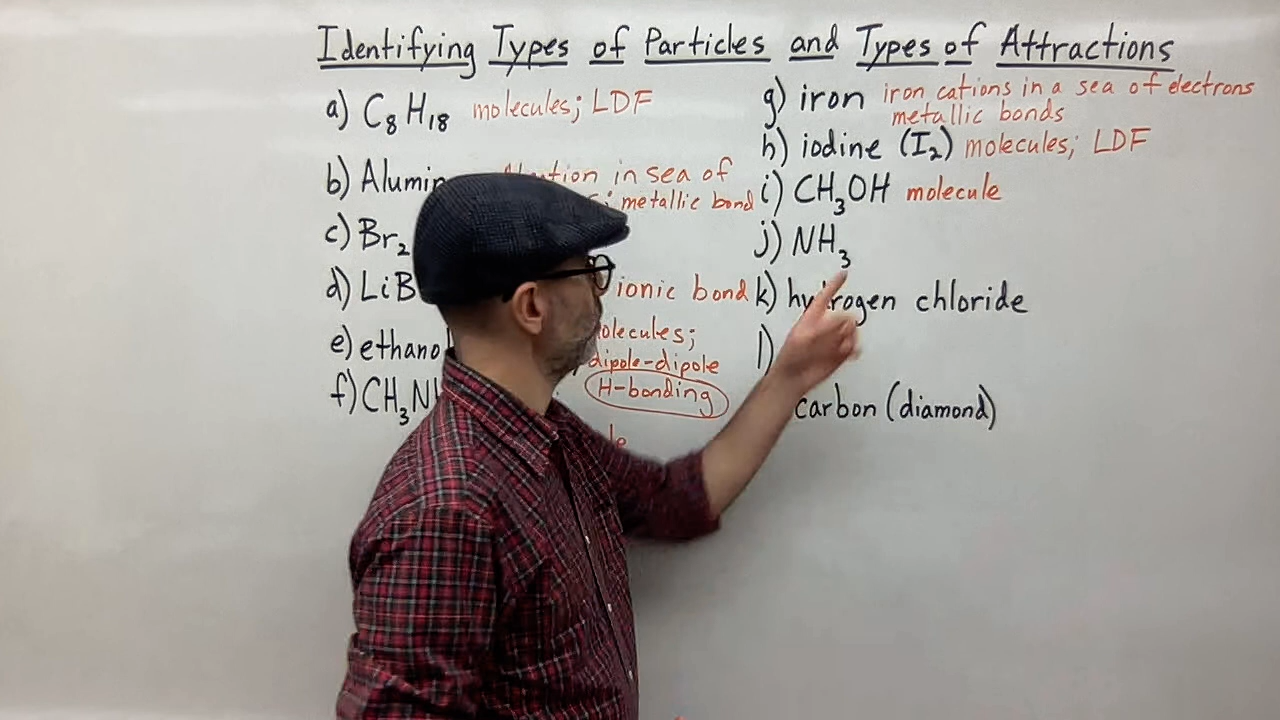 Identifying Types of Particles and Types of Attractions
a) C₈H₁₈ molecules; LDF
b) Alumin in sea of
metallic bond
c) Br₂
d) LiB ionic bond
e) ethano molecules;
dipole-dipole
H-bonding
f) CH₃N
g) iron iron cations in a sea of electrons
metallic bonds
h) iodine (I₂) molecules; LDF
i) CH₃OH molecule
j) NH₃
k) hydrogen chloride
l)
carbon (diamond)